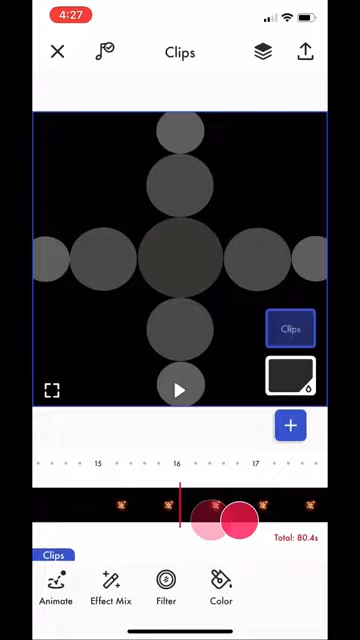 4:27
Clips
Clips
15 16 17
Total: 80.4s
Clips
Animate Effect Mix Filter Color